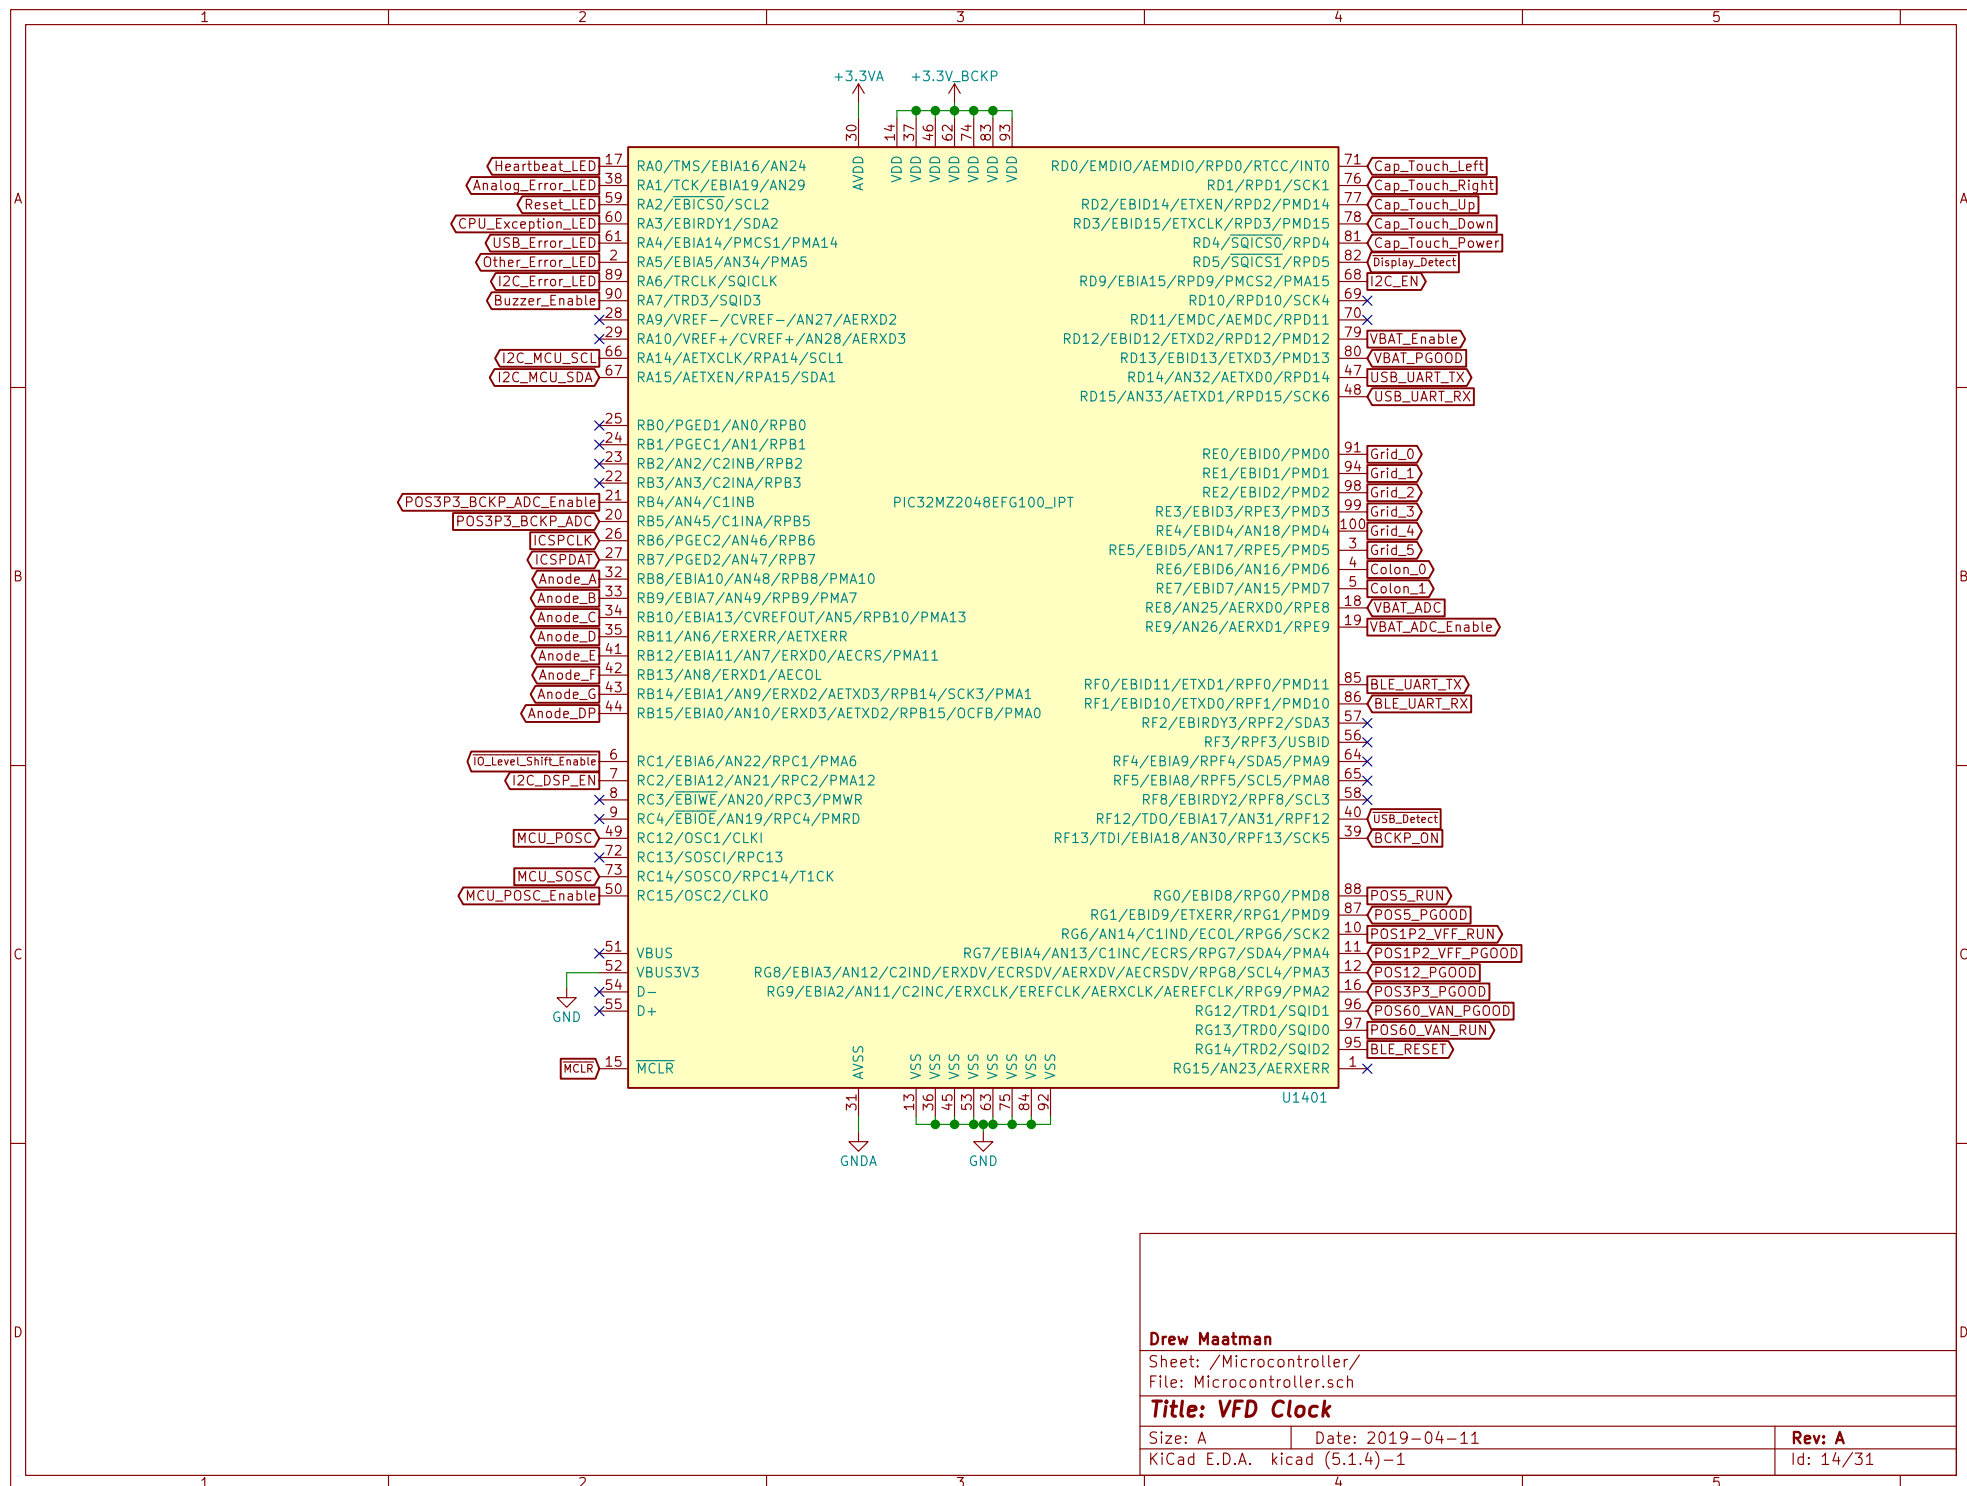 1 2 3 4 5
+3.3VA +3.3V_BCKP
30 14 37 46 62 74 83 93
AVDD VDD VDD VDD VDD VDD VDD VDD
A A
Heartbeat_LED 17 RA0/TMS/EBIA16/AN24 RD0/EMDIO/AEMDIO/RPD0/RTCC/INT0 71 Cap_Touch_Left
Analog_Error_LED 38 RA1/TCK/EBIA19/AN29 RD1/RPD1/SCK1 76 Cap_Touch_Right
Reset_LED 59 RA2/EBICS0/SCL2 RD2/EBID14/ETXEN/RPD2/PMD14 77 Cap_Touch_Up
CPU_Exception_LED 60 RA3/EBIRDY1/SDA2 RD3/EBID15/ETXCLK/RPD3/PMD15 78 Cap_Touch_Down
USB_Error_LED 61 RA4/EBIA14/PMCS1/PMA14 RD4/SQICS0/RPD4 81 Cap_Touch_Power
Other_Error_LED 2 RA5/EBIA5/AN34/PMA5 RD5/SQICS1/RPD5 82 Display_Detect
I2C_Error_LED 89 RA6/TRCLK/SQICLK RD9/EBIA15/RPD9/PMCS2/PMA15 68 I2C_EN
Buzzer_Enable 90 RA7/TRD3/SQID3 RD10/RPD10/SCK4 69
28 RA9/VREF-/CVREF-/AN27/AERXD2 RD11/EMDC/AEMDC/RPD11 70
29 RA10/VREF+/CVREF+/AN28/AERXD3 RD12/EBID12/ETXD2/RPD12/PMD12 79 VBAT_Enable
I2C_MCU_SCL 66 RA14/AETXCLK/RPA14/SCL1 RD13/EBID13/ETXD3/PMD13 80 VBAT_PGOOD
I2C_MCU_SDA 67 RA15/AETXEN/RPA15/SDA1 RD14/AN32/AETXD0/RPD14 47 USB_UART_TX
RD15/AN33/AETXD1/RPD15/SCK6 48 USB_UART_RX
25 RB0/PGED1/AN0/RPB0
24 RB1/PGEC1/AN1/RPB1 RE0/EBID0/PMD0 91 Grid_0
23 RB2/AN2/C2INB/RPB2 RE1/EBID1/PMD1 94 Grid_1
22 RB3/AN3/C2INA/RPB3 RE2/EBID2/PMD2 98 Grid_2
POS3P3_BCKP_ADC_Enable 21 RB4/AN4/C1INB PIC32MZ2048EFG100_IPT RE3/EBID3/RPE3/PMD3 99 Grid_3
POS3P3_BCKP_ADC 20 RB5/AN45/C1INA/RPB5 RE4/EBID4/AN18/PMD4 100 Grid_4
ICSPCLK 26 RB6/PGEC2/AN46/RPB6 RE5/EBID5/AN17/RPE5/PMD5 3 Grid_5
ICSPDAT 27 RB7/PGED2/AN47/RPB7 RE6/EBID6/AN16/PMD6 4 Colon_0
B B
Anode_A 32 RB8/EBIA10/AN48/RPB8/PMA10 RE7/EBID7/AN15/PMD7 5 Colon_1
Anode_B 33 RB9/EBIA7/AN49/RPB9/PMA7 RE8/AN25/AERXD0/RPE8 18 VBAT_ADC
Anode_C 34 RB10/EBIA13/CVREFOUT/AN5/RPB10/PMA13 RE9/AN26/AERXD1/RPE9 19 VBAT_ADC_Enable
Anode_D 35 RB11/AN6/ERXERR/AETXERR
Anode_E 41 RB12/EBIA11/AN7/ERXD0/AECRS/PMA11
Anode_F 42 RB13/AN8/ERXD1/AECOL RF0/EBID11/ETXD1/RPF0/PMD11 85 BLE_UART_TX
Anode_G 43 RB14/EBIA1/AN9/ERXD2/AETXD3/RPB14/SCK3/PMA1 RF1/EBID10/ETXD0/RPF1/PMD10 86 BLE_UART_RX
Anode_DP 44 RB15/EBIA0/AN10/ERXD3/AETXD2/RPB15/OCFB/PMA0 RF2/EBIRDY3/RPF2/SDA3 57
RF3/RPF3/USBID 56
IO_Level_Shift_Enable 6 RC1/EBIA6/AN22/RPC1/PMA6 RF4/EBIA9/RPF4/SDA5/PMA9 64
I2C_DSP_EN 7 RC2/EBIA12/AN21/RPC2/PMA12 RF5/EBIA8/RPF5/SCL5/PMA8 65
8 RC3/EBIWE/AN20/RPC3/PMWR RF8/EBIRDY2/RPF8/SCL3 58
9 RC4/EBIOE/AN19/RPC4/PMRD RF12/TDO/EBIA17/AN31/RPF12 40 USB_Detect
MCU_POSC 49 RC12/OSC1/CLKI RF13/TDI/EBIA18/AN30/RPF13/SCK5 39 BCKP_ON
72 RC13/SOSCI/RPC13
MCU_SOSC 73 RC14/SOSCO/RPC14/T1CK
MCU_POSC_Enable 50 RC15/OSC2/CLKO RG0/EBID8/RPG0/PMD8 88 POS5_RUN
RG1/EBID9/ETXERR/RPG1/PMD9 87 POS5_PGOOD
RG6/AN14/C1IND/ECOL/RPG6/SCK2 10 POS1P2_VFF_RUN
C C
51 VBUS RG7/EBIA4/AN13/C1INC/ECRS/RPG7/SDA4/PMA4 11 POS1P2_VFF_PGOOD
52 VBUS3V3 RG8/EBIA3/AN12/C2IND/ERXDV/ECRSDV/AERXDV/AECRSDV/RPG8/SCL4/PMA3 12 POS12_PGOOD
54 D- RG9/EBIA2/AN11/C2INC/ERXCLK/EREFCLK/AERXCLK/AEREFCLK/RPG9/PMA2 16 POS3P3_PGOOD
GND 55 D+ RG12/TRD1/SQID1 96 POS60_VAN_PGOOD
RG13/TRD0/SQID0 97 POS60_VAN_RUN
RG14/TRD2/SQID2 95 BLE_RESET
MCLR 15 MCLR RG15/AN23/AERXERR 1
AVSS VSS VSS VSS VSS VSS VSS VSS VSS
U1401
31 13 36 45 53 63 75 84 92
GNDA GND
D D
Drew Maatman
Sheet: /Microcontroller/
File: Microcontroller.sch
Title: VFD Clock
Size: A Date: 2019-04-11 Rev: A
KiCad E.D.A. kicad (5.1.4)-1 Id: 14/31
1 2 3 4 5